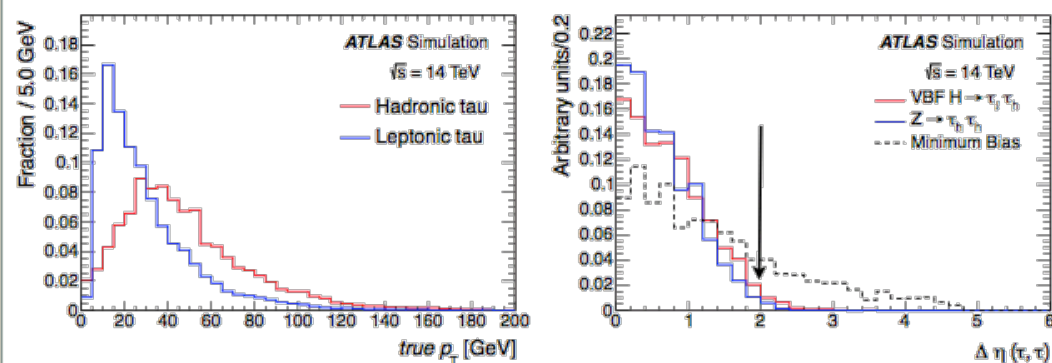 Fraction / 5.0 GeV
0.18
0.16
0.14
0.12
0.1
0.08
0.06
0.04
0.02
0
ATLAS Simulation
√s = 14 TeV
Hadronic tau
Leptonic tau
0 20 40 60 80 100 120 140 160 180 200
true p_T [GeV]
Arbitrary units/0.2
0.22
0.2
0.18
0.16
0.14
0.12
0.1
0.08
0.06
0.04
0.02
0
ATLAS Simulation
√s = 14 TeV
VBF H→τ_l τ_h
Z→τ_h τ_h
Minimum Bias
0 1 2 3 4 5 6
Δ η (τ, τ)